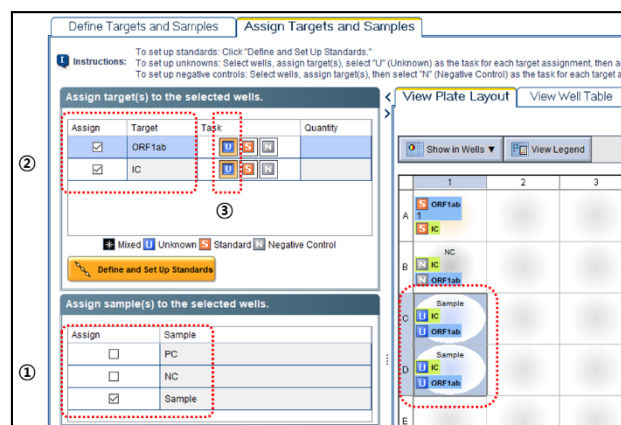 Define Targets and Samples
Assign Targets and Samples
Instructions:
To set up standards: Click "Define and Set Up Standards."
To set up unknowns: Select wells, assign target(s), select "U" (Unknown) as the task for each target assignment, then as
To set up negative controls: Select wells, assign target(s), then select "N" (Negative Control) as the task for each target a
Assign target(s) to the selected wells.
Assign Target Task Quantity
② ORF1ab U S N
IC U S N
③
Mixed U Unknown S Standard N Negative Control
Define and Set Up Standards
Assign sample(s) to the selected wells.
Assign Sample
PC
① NC
Sample
View Plate Layout
View Well Table
Show in Wells ▼
View Legend
1 2 3
A
S ORF1ab
1
S IC
B
NC
N IC
N ORF1ab
C
Sample
U IC
U ORF1ab
D
Sample
U IC
U ORF1ab
E